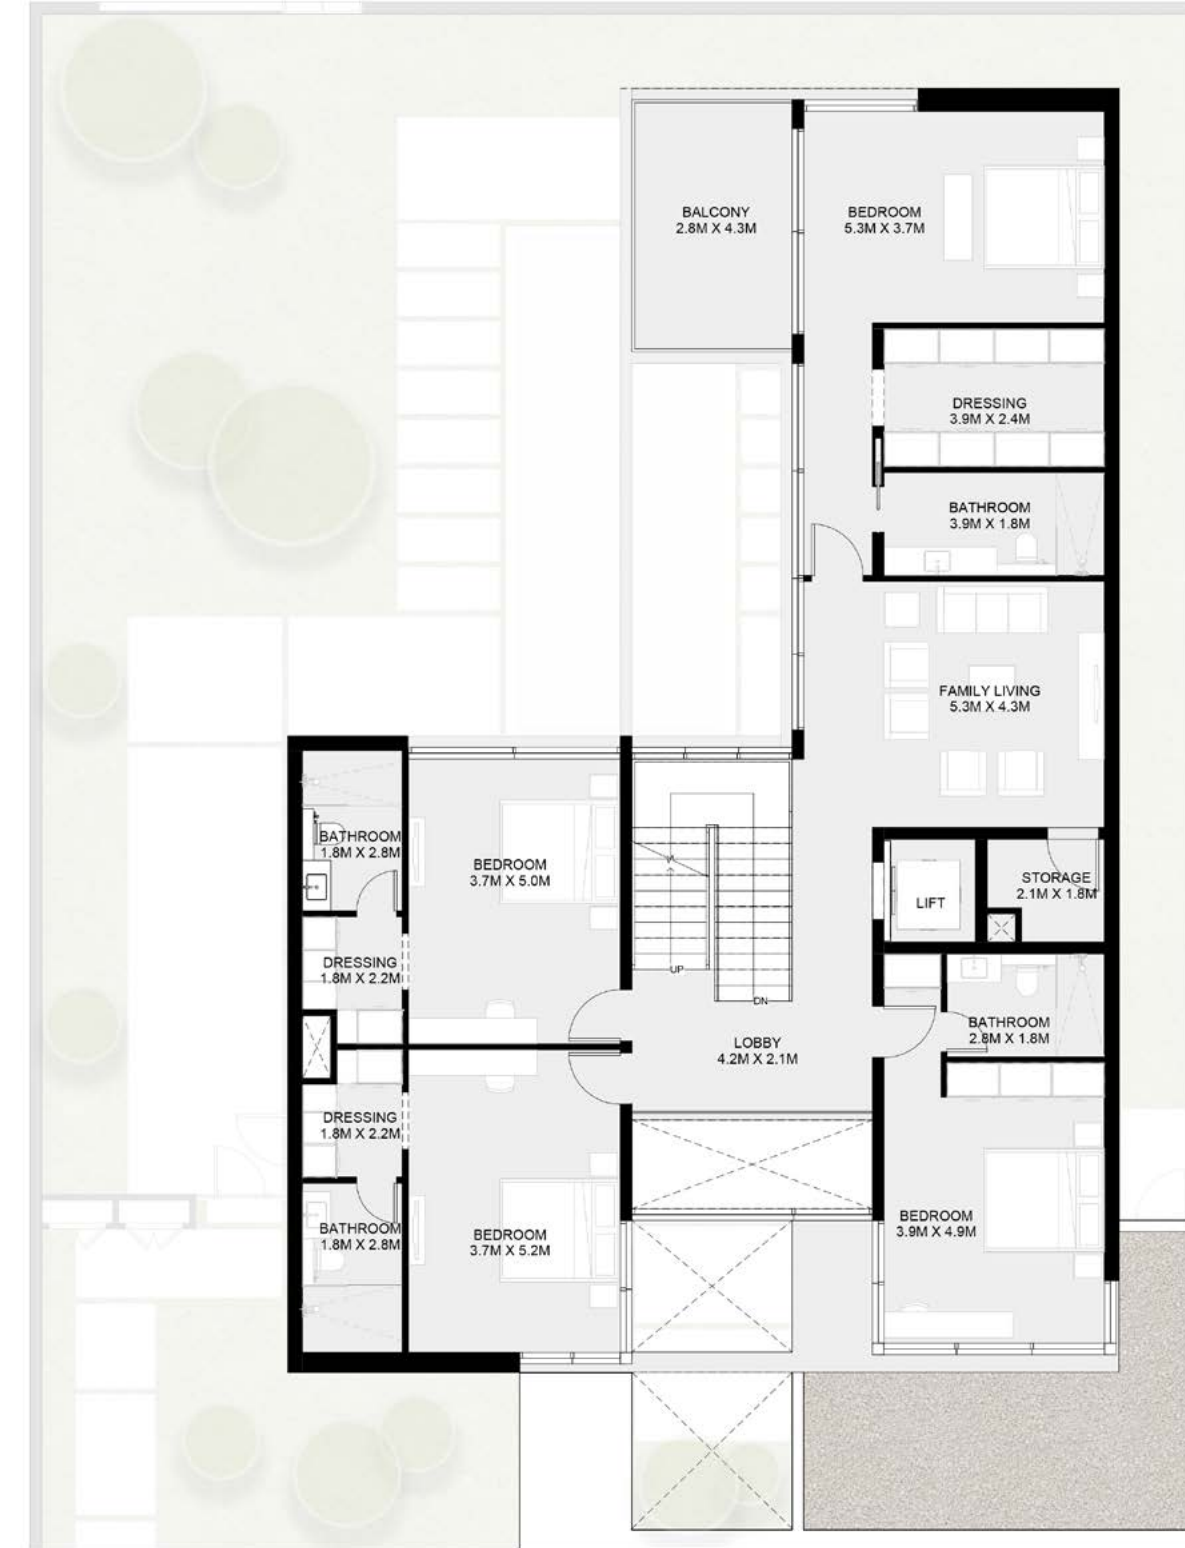 BALCONY
2.8M X 4.3M
BEDROOM
5.3M X 3.7M
DRESSING
3.9M X 2.4M
BATHROOM
3.9M X 1.8M
FAMILY LIVING
5.3M X 4.3M
BATHROOM
1.8M X 2.8M
BEDROOM
3.7M X 5.0M
STORAGE
2.1M X 1.8M
LIFT
DRESSING
1.8M X 2.2M
UP
DN
LOBBY
4.2M X 2.1M
BATHROOM
2.8M X 1.8M
DRESSING
1.8M X 2.2M
BATHROOM
1.8M X 2.8M
BEDROOM
3.7M X 5.2M
BEDROOM
3.9M X 4.9M